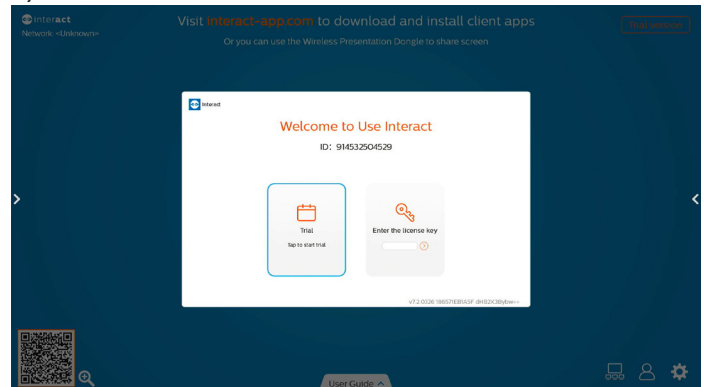 Interact
Network: <Unknown>
Visit interact-app.com to download and install client apps
Or you can use the Wireless Presentation Dongle to share screen
Trial version
Interact
Welcome to Use Interact
ID: 914532504529
Trial
Tap to start trial
Enter the license key
User Guide